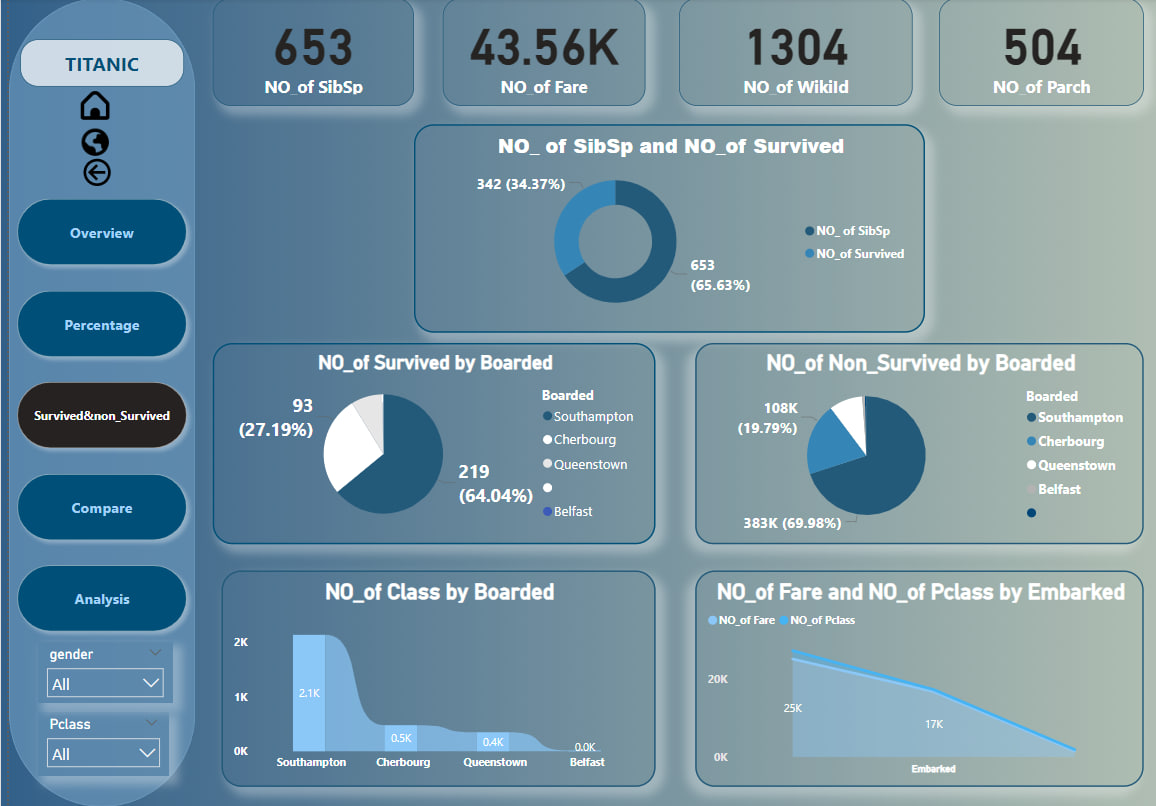 TITANIC
Overview
Percentage
Survived&non_Survived
Compare
Analysis
gender
All
Pclass
All
653
NO_of SibSp
43.56K
NO_of Fare
1304
NO_of WikiId
504
NO_of Parch
NO_ of SibSp and NO_of Survived
342 (34.37%)
653
(65.63%)
NO_ of SibSp
NO_of Survived
NO_of Survived by Boarded
93
(27.19%)
219
(64.04%)
Boarded
Southampton
Cherbourg
Queenstown
Belfast
NO_of Non_Survived by Boarded
108K
(19.79%)
383K (69.98%)
Boarded
Southampton
Cherbourg
Queenstown
Belfast
NO_of Class by Boarded
2K
1K
0K
2.1K
0.5K
0.4K
0.0K
Southampton
Cherbourg
Queenstown
Belfast
NO_of Fare and NO_of Pclass by Embarked
NO_of Fare
NO_of Pclass
20K
0K
25K
17K
Embarked